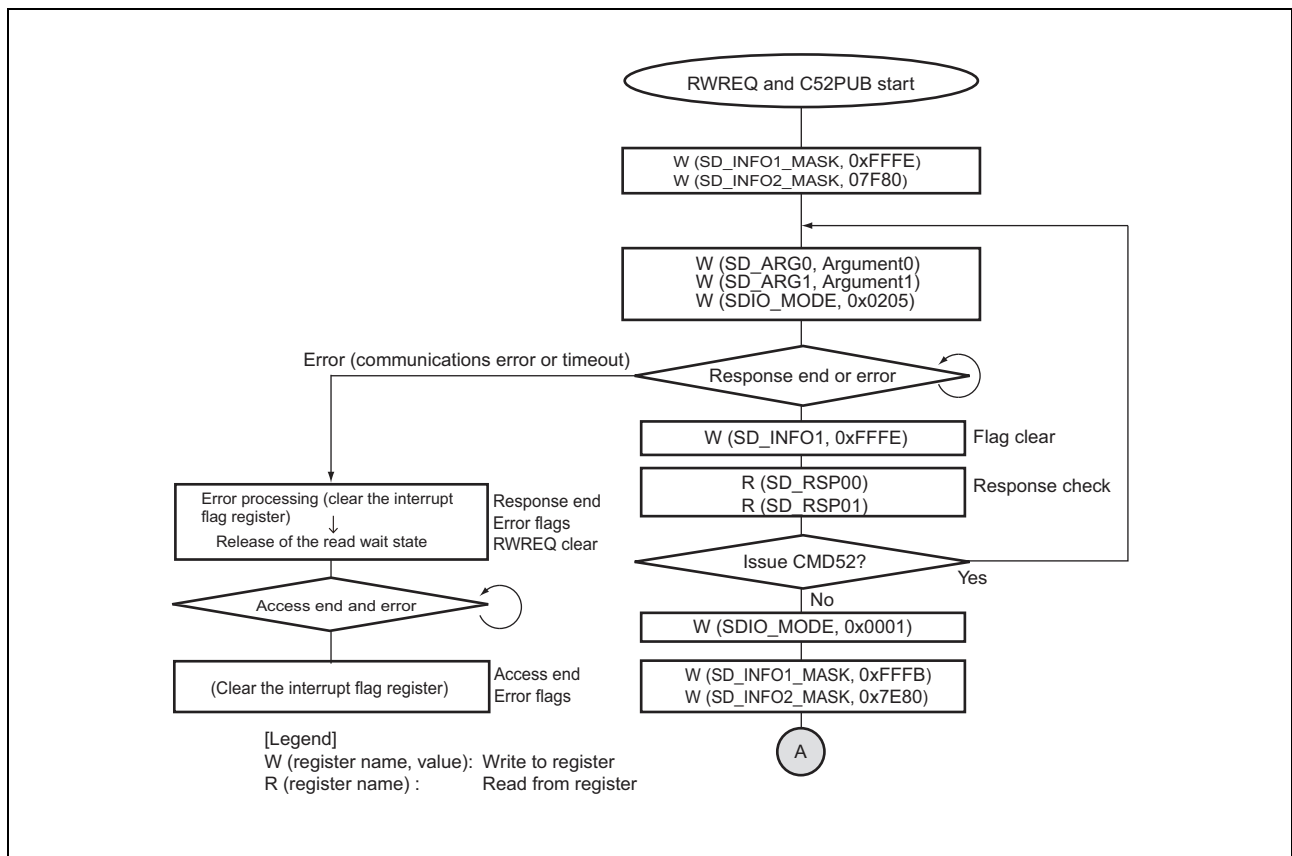 RWREQ and C52PUB start
W (SD_INFO1_MASK, 0xFFFE)
W (SD_INFO2_MASK, 07F80)
W (SD_ARG0, Argument0)
W (SD_ARG1, Argument1)
W (SDIO_MODE, 0x0205)
Error (communications error or timeout)
Response end or error
W (SD_INFO1, 0xFFFE)
Flag clear
R (SD_RSP00)
R (SD_RSP01)
Response check
Error processing (clear the interrupt
flag register)
↓
Release of the read wait state
Response end
Error flags
RWREQ clear
Issue CMD52?
Yes
No
Access end and error
W (SDIO_MODE, 0x0001)
(Clear the interrupt flag register)
Access end
Error flags
W (SD_INFO1_MASK, 0xFFFB)
W (SD_INFO2_MASK, 0x7E80)
A
[Legend]
W (register name, value): Write to register
R (register name) : Read from register